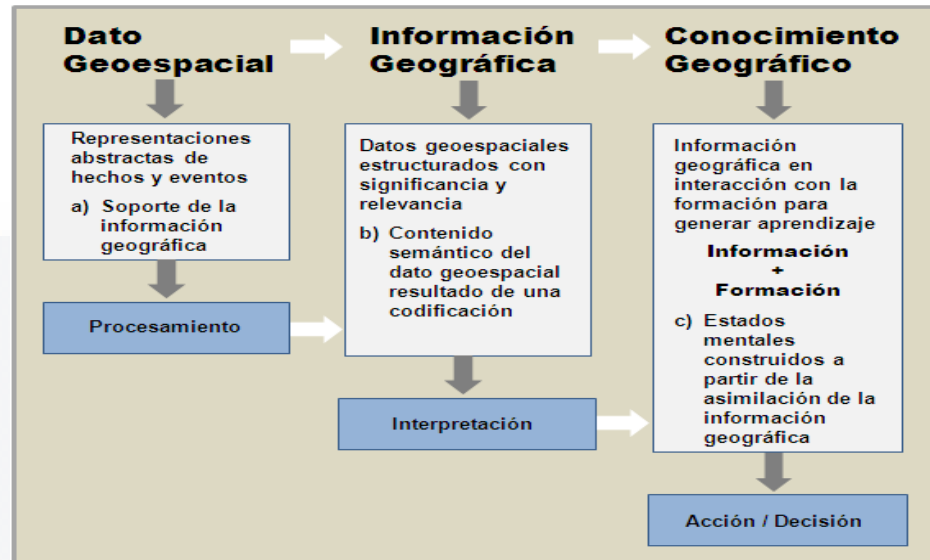 Dato
Geoespacial
Representaciones
abstractas de
hechos y eventos
a) Soporte de la
información
geográfica
Procesamiento
Información
Geográfica
Datos geoespaciales
estructurados con
significancia y
relevancia
b) Contenido
semántico del
dato geoespacial
resultado de una
codificación
Interpretación
Conocimiento
Geográfico
Información
geográfica en
interacción con la
formación para
generar aprendizaje
Información
+
Formación
c) Estados
mentales
construidos a
partir de la
asimilación de la
información
geográfica
Acción / Decisión